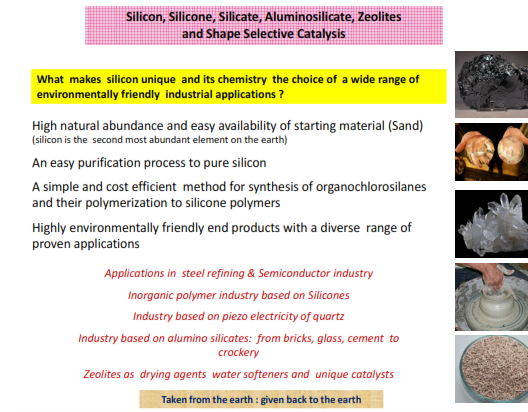 Silicon, Silicone, Silicate, Aluminosilicate, Zeolites
and Shape Selective Catalysis
What makes silicon unique and its chemistry the choice of a wide range of
environmentally friendly industrial applications ?
High natural abundance and easy availability of starting material (Sand)
(silicon is the second most abundant element on the earth)
An easy purification process to pure silicon
A simple and cost efficient method for synthesis of organochlorosilanes
and their polymerization to silicone polymers
Highly environmentally friendly end products with a diverse range of
proven applications
Applications in steel refining & Semiconductor industry
Inorganic polymer industry based on Silicones
Industry based on piezo electricity of quartz
Industry based on alumino silicates: from bricks, glass, cement to
crockery
Zeolites as drying agents water softeners and unique catalysts
Taken from the earth : given back to the earth